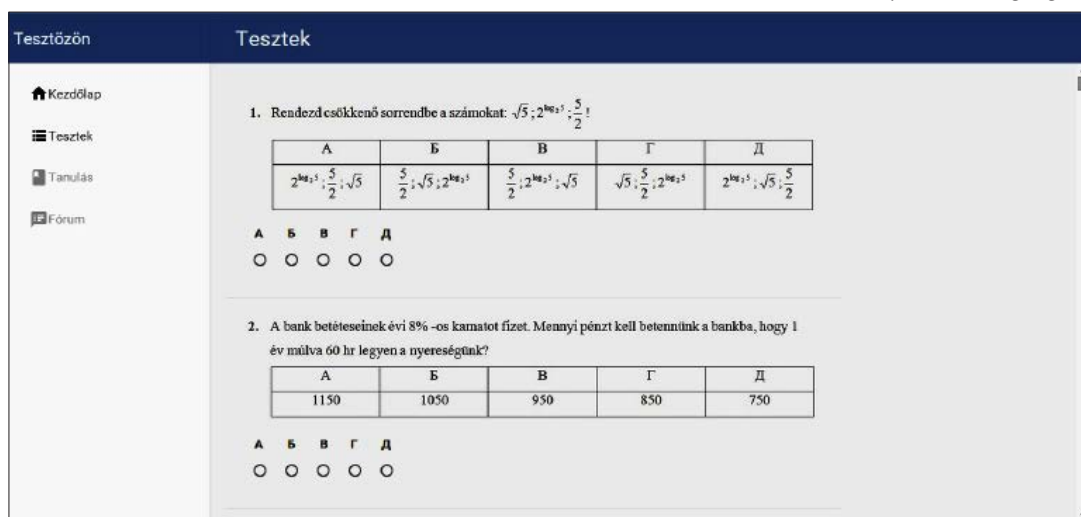 Tesztözön
Tesztek
Kezdőlap
Tesztek
Tanulás
Fórum
1. Rendezd csökkenő sorrendbe a számokat: √5 ; 2^(log₂5) ; 5/2 !
А Б В Г Д
2^(log₂5) ; 5/2 ; √5 5/2 ; √5 ; 2^(log₂5) 5/2 ; 2^(log₂5) ; √5 √5 ; 5/2 ; 2^(log₂5) 2^(log₂5) ; √5 ; 5/2
А Б В Г Д
2. A bank betéteseinek évi 8% -os kamatot fizet. Mennyi pénzt kell betennünk a bankba, hogy 1
év múlva 60 hr legyen a nyereségünk?
А Б В Г Д
1150 1050 950 850 750
А Б В Г Д